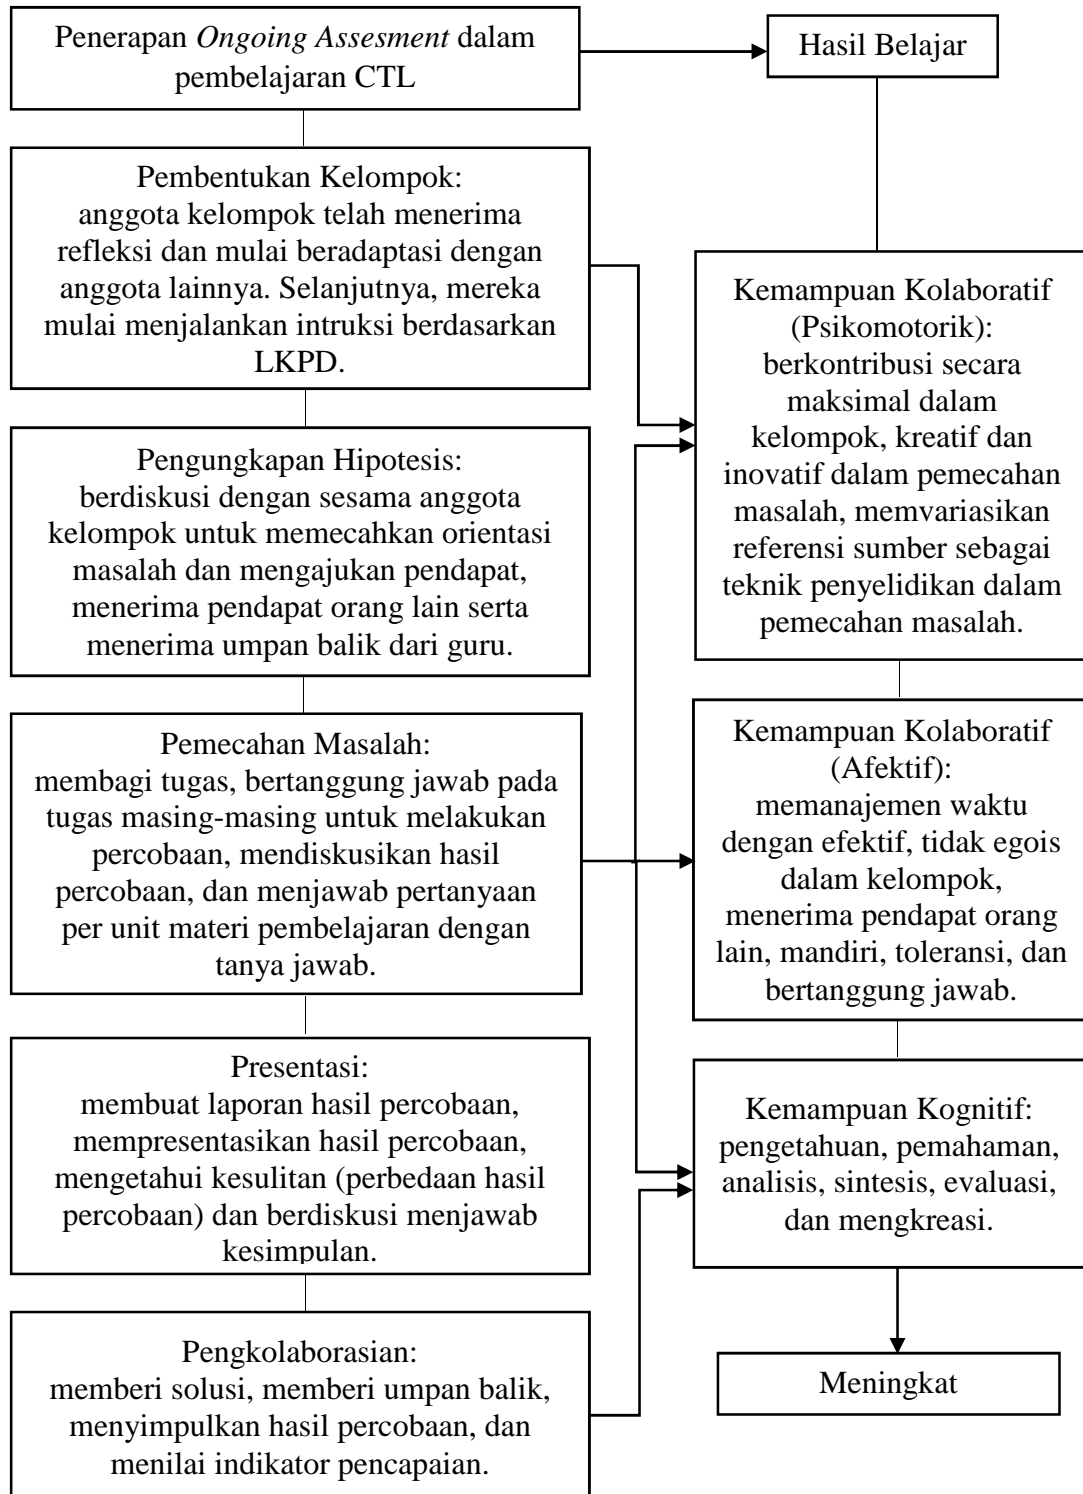 Penerapan Ongoing Assesment dalam
pembelajaran CTL
Hasil Belajar
Pembentukan Kelompok:
anggota kelompok telah menerima
refleksi dan mulai beradaptasi dengan
anggota lainnya. Selanjutnya, mereka
mulai menjalankan intruksi berdasarkan
LKPD.
Pengungkapan Hipotesis:
berdiskusi dengan sesama anggota
kelompok untuk memecahkan orientasi
masalah dan mengajukan pendapat,
menerima pendapat orang lain serta
menerima umpan balik dari guru.
Pemecahan Masalah:
membagi tugas, bertanggung jawab pada
tugas masing-masing untuk melakukan
percobaan, mendiskusikan hasil
percobaan, dan menjawab pertanyaan
per unit materi pembelajaran dengan
tanya jawab.
Presentasi:
membuat laporan hasil percobaan,
mempresentasikan hasil percobaan,
mengetahui kesulitan (perbedaan hasil
percobaan) dan berdiskusi menjawab
kesimpulan.
Pengkolaborasian:
memberi solusi, memberi umpan balik,
menyimpulkan hasil percobaan, dan
menilai indikator pencapaian.
Kemampuan Kolaboratif
(Psikomotorik):
berkontribusi secara
maksimal dalam
kelompok, kreatif dan
inovatif dalam pemecahan
masalah, memvariasikan
referensi sumber sebagai
teknik penyelidikan dalam
pemecahan masalah.
Kemampuan Kolaboratif
(Afektif):
memanajemen waktu
dengan efektif, tidak egois
dalam kelompok,
menerima pendapat orang
lain, mandiri, toleransi, dan
bertanggung jawab.
Kemampuan Kognitif:
pengetahuan, pemahaman,
analisis, sintesis, evaluasi,
dan mengkreasi.
Meningkat